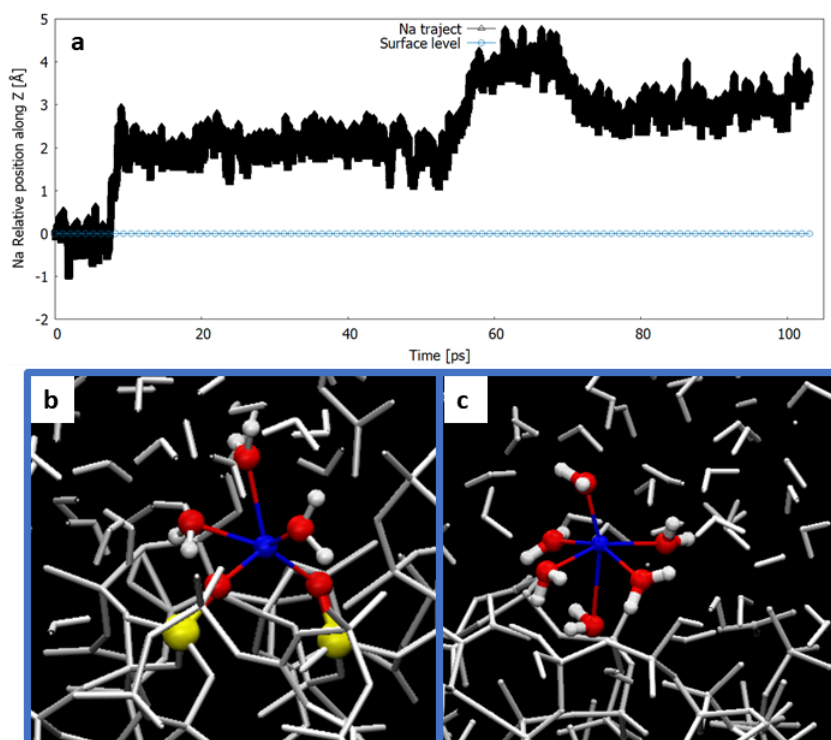 a
Na traject
Surface level
Na Relative position along Z [Å]
5
4
3
2
1
0
-1
-2
0
20
40
60
80
100
Time [ps]
b
c